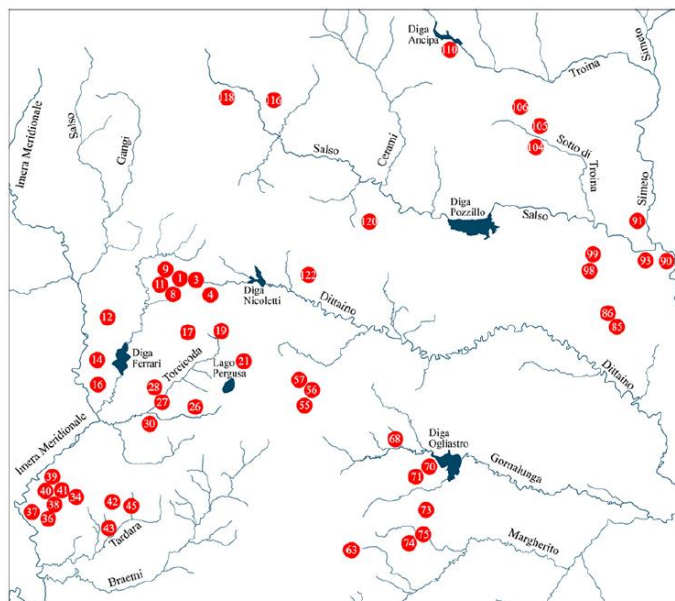 Diga
Ancipa
110
Simeto
Troina
Imera Meridionale
Salso
Gangi
118
116
106
105
104
Sotto di
Troina
Salso
Cerami
Simeto
Diga
Pozzillo
Salso
120
91
99
98
93
90
9
1
3
11
8
4
Diga
Nicoletti
122
Dittaino
86
85
12
17
19
Diga
Ferrari
14
16
Torcicoda
Lago
Pergusa
21
28
27
26
30
57
56
55
Dittaino
Imera Meridionale
68
Diga
Ogliastro
70
71
Gornalunga
39
40
41
34
38
37
36
42
45
43
Tardara
73
75
74
63
Margherito
Braemi